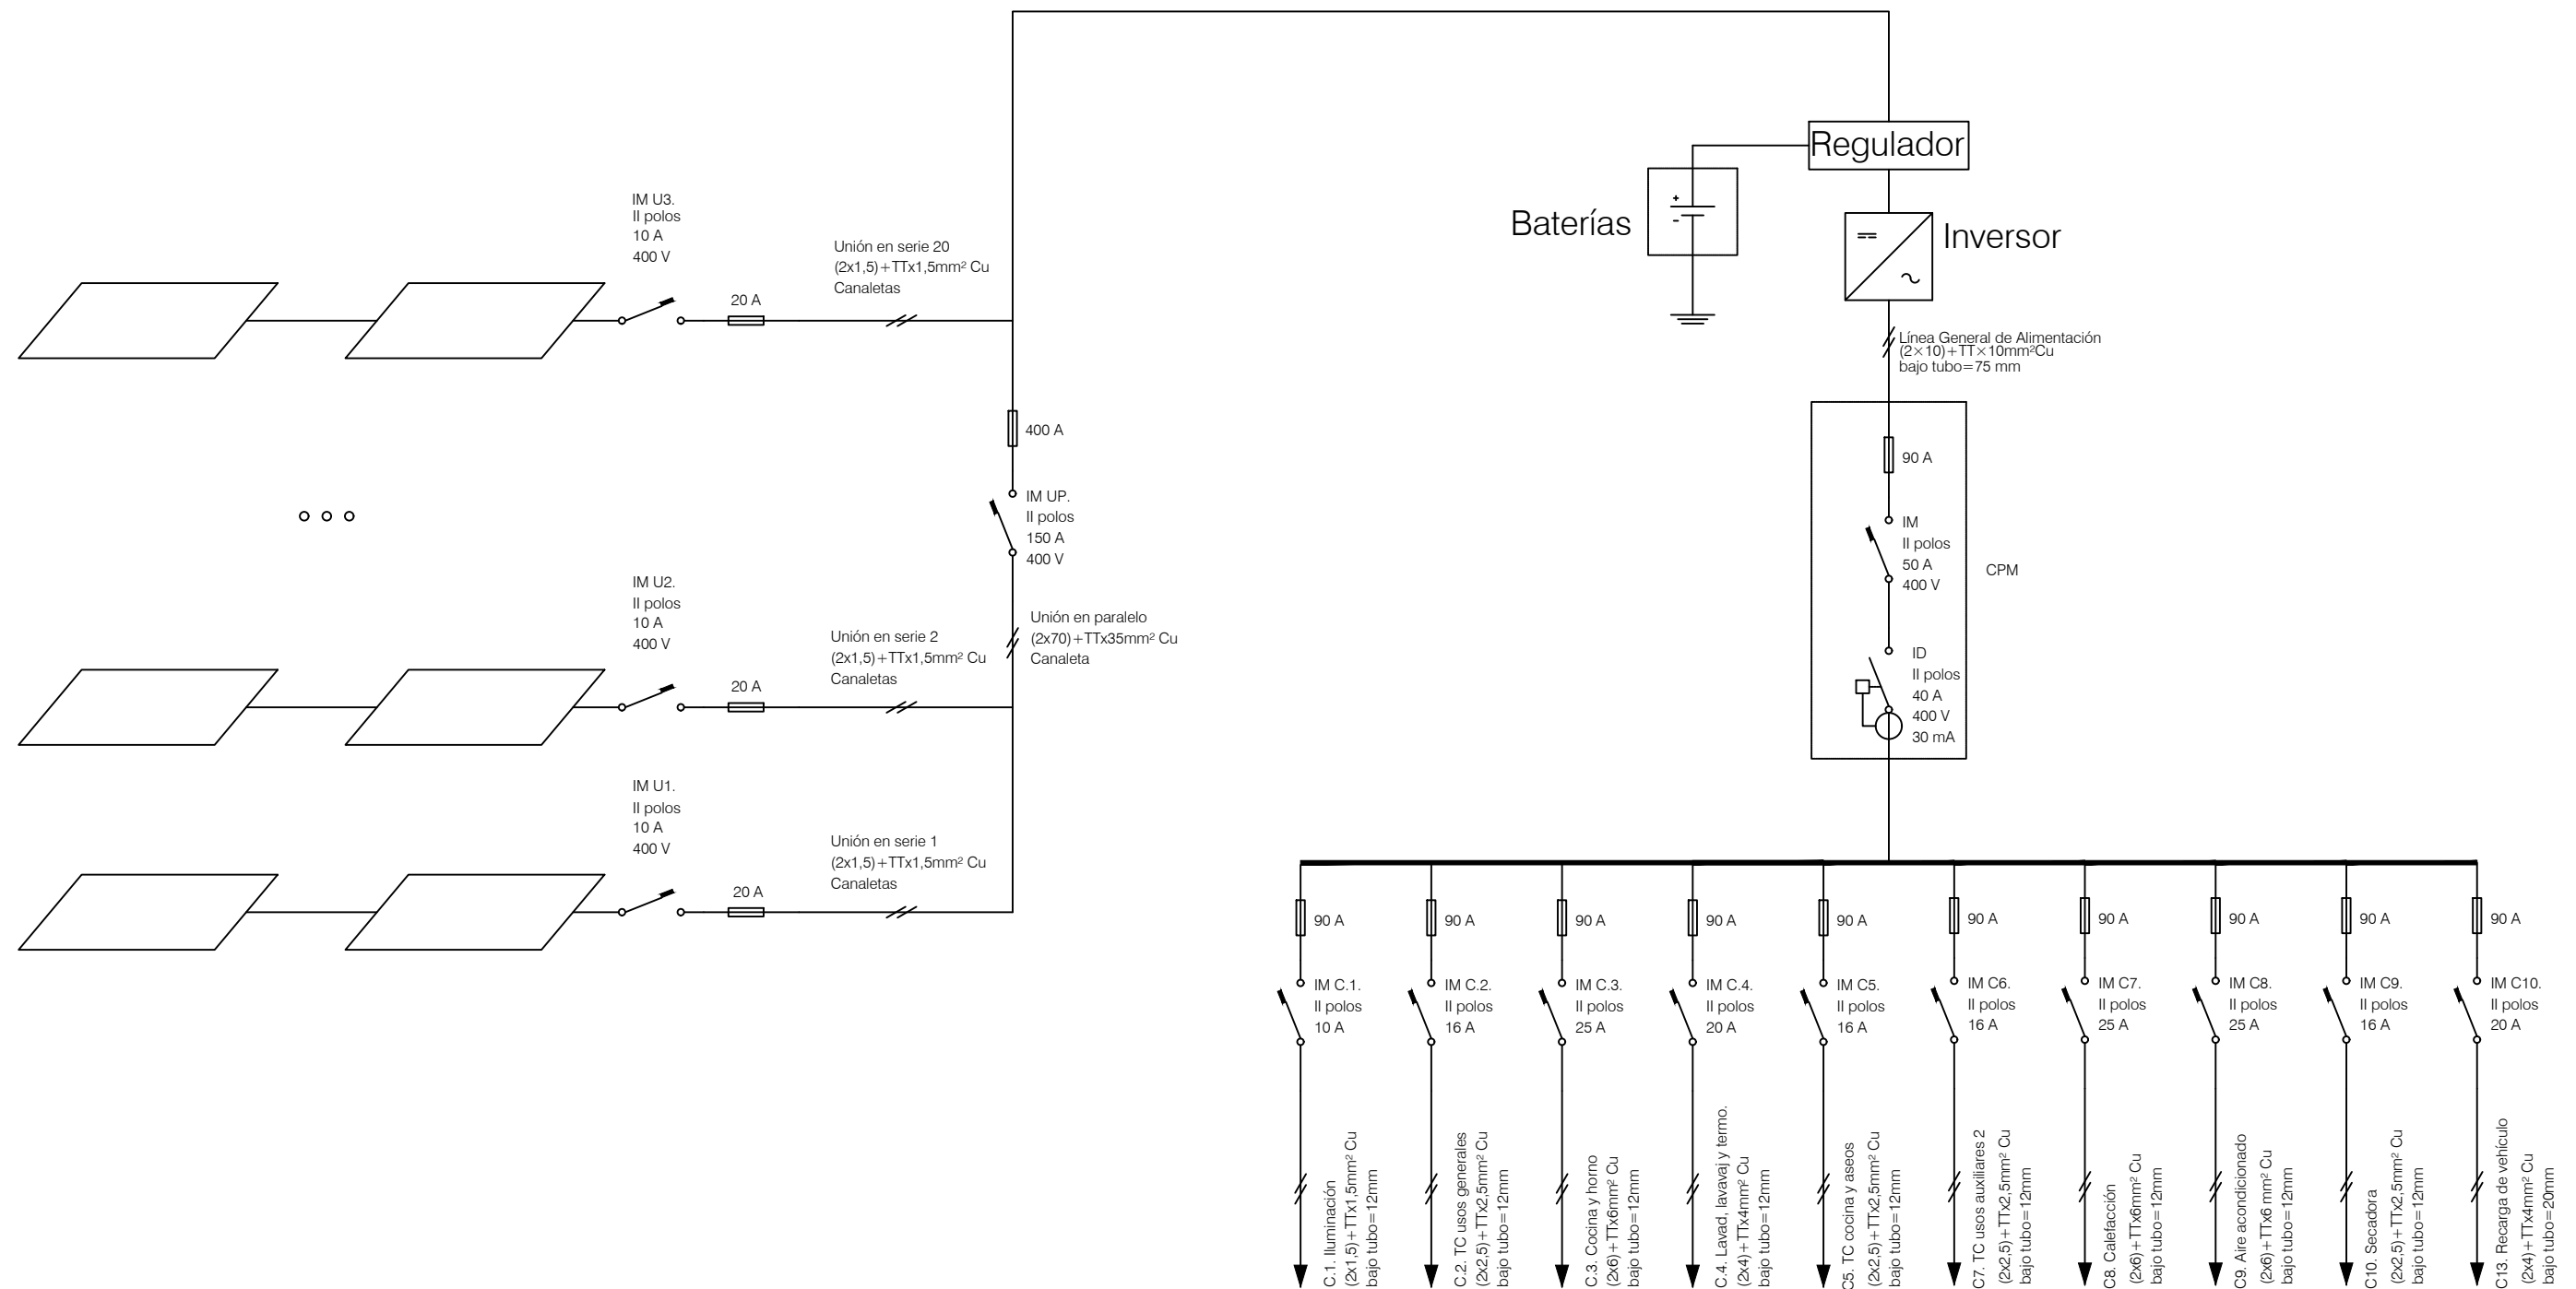 Regulador
Baterías
+
-
Inversor
Línea General de Alimentación
(2×10)+TT×10mm²Cu
bajo tubo=75 mm
IM U3.
II polos
10 A
400 V
20 A
Unión en serie 20
(2x1,5)+TTx1,5mm² Cu
Canaletas
400 A
IM UP.
II polos
150 A
400 V
Unión en paralelo
(2x70)+TTx35mm² Cu
Canaleta
IM U2.
II polos
10 A
400 V
20 A
Unión en serie 2
(2x1,5)+TTx1,5mm² Cu
Canaletas
IM U1.
II polos
10 A
400 V
20 A
Unión en serie 1
(2x1,5)+TTx1,5mm² Cu
Canaletas
90 A
IM
II polos
50 A
400 V
CPM
ID
II polos
40 A
400 V
30 mA
90 A
IM C.1.
II polos
10 A
C.1. Iluminación
(2x1,5)+TTx1,5mm² Cu
bajo tubo=12mm
90 A
IM C.2.
II polos
16 A
C.2. TC usos generales
(2x2,5)+TTx2,5mm² Cu
bajo tubo=12mm
90 A
IM C.3.
II polos
25 A
C.3. Cocina y horno
(2x6)+TTx6mm² Cu
bajo tubo=12mm
90 A
IM C.4.
II polos
20 A
C.4. Lavad, lavavaj y termo.
(2x4)+TTx4mm² Cu
bajo tubo=12mm
90 A
IM C5.
II polos
16 A
C5. TC cocina y aseos
(2x2,5)+TTx2,5mm² Cu
bajo tubo=12mm
90 A
IM C6.
II polos
16 A
C7. TC usos auxiliares 2
(2x2,5)+TTx2,5mm² Cu
bajo tubo=12mm
90 A
IM C7.
II polos
25 A
C8. Calefacción
(2x6)+TTx6mm² Cu
bajo tubo=12mm
90 A
IM C8.
II polos
25 A
C9. Aire acondicionado
(2x6)+TTx6 mm² Cu
bajo tubo=12mm
90 A
IM C9.
II polos
16 A
C10. Secadora
(2x2,5)+TTx2,5mm² Cu
bajo tubo=12mm
90 A
IM C10.
II polos
20 A
C13. Recarga de vehículo
(2x4)+TTx4mm² Cu
bajo tubo=20mm